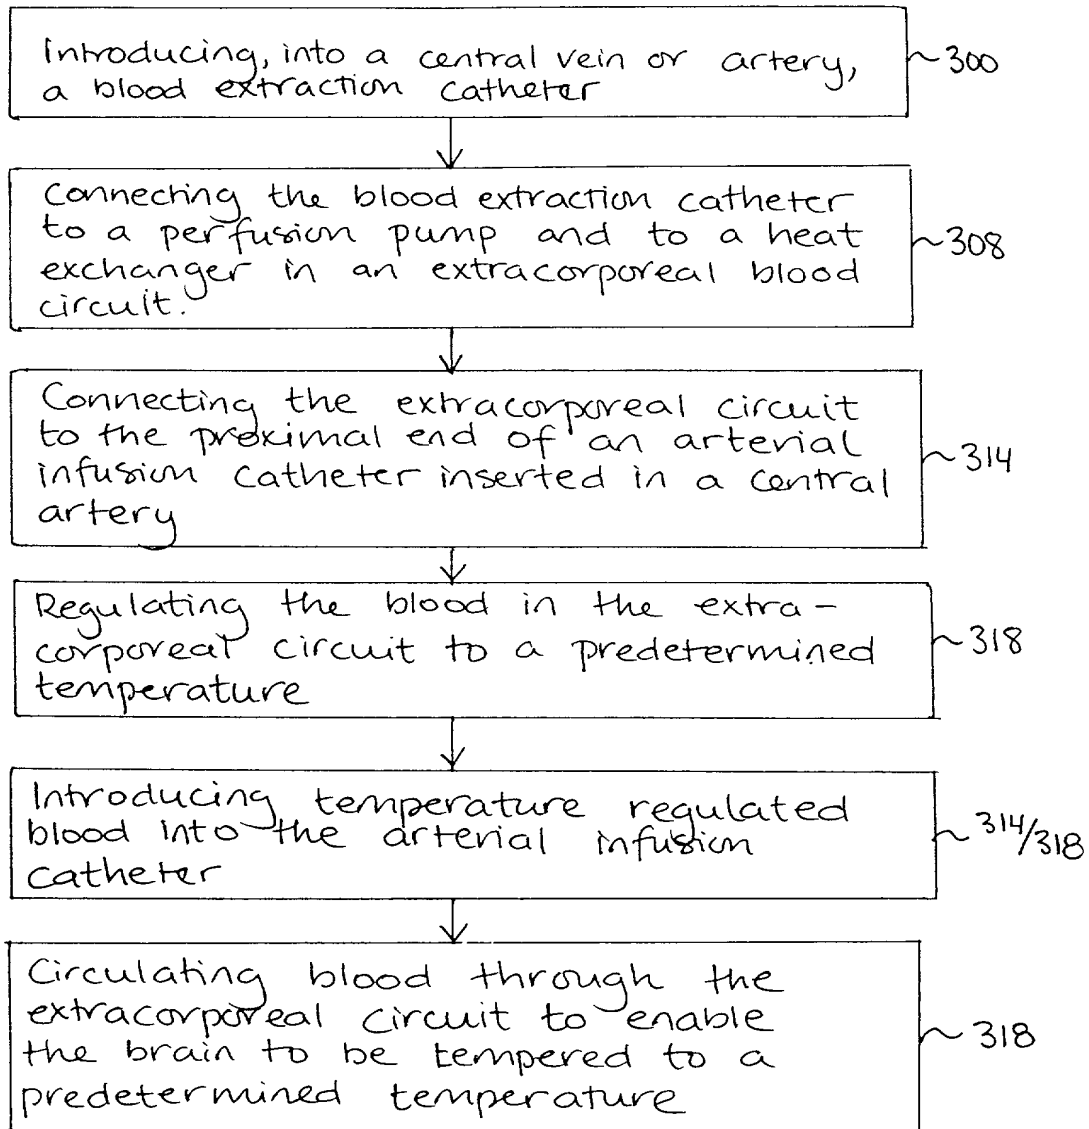 Introducing, into a central vein or artery,
a blood extraction catheter
300
Connecting the blood extraction catheter
to a perfusion pump and to a heat
exchanger in an extracorporeal blood
circuit.
308
Connecting the extracorporeal circuit
to the proximal end of an arterial
infusion catheter inserted in a central
artery
314
Regulating the blood in the extra-
corporeal circuit to a predetermined
temperature
318
Introducing temperature regulated
blood into the arterial infusion
catheter
314/318
Circulating blood through the
extracorporeal circuit to enable
the brain to be tempered to a
predetermined temperature
318